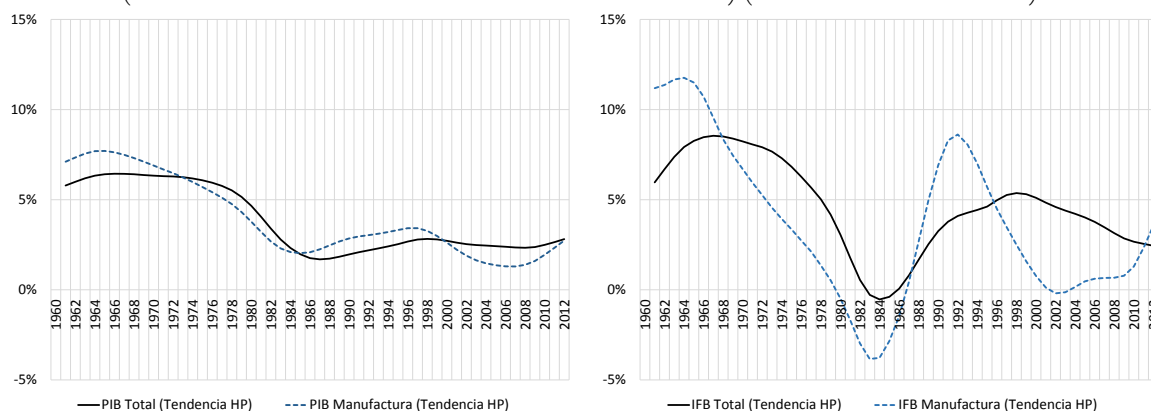 15%
10%
5%
0%
1960 1962 1964 1966 1968 1970 1972 1974 1976 1978 1980 1982 1984 1986 1988 1990 1992 1994 1996 1998 2000 2002 2004 2006 2008 2010 2012
-5%
PIB Total (Tendencia HP) PIB Manufactura (Tendencia HP)
15%
10%
5%
0%
1960 1962 1964 1966 1968 1970 1972 1974 1976 1978 1980 1982 1984 1986 1988 1990 1992 1994 1996 1998 2000 2002 2004 2006 2008 2010
-5%
IFB Total (Tendencia HP) IFB Manufactura (Tendencia HP)